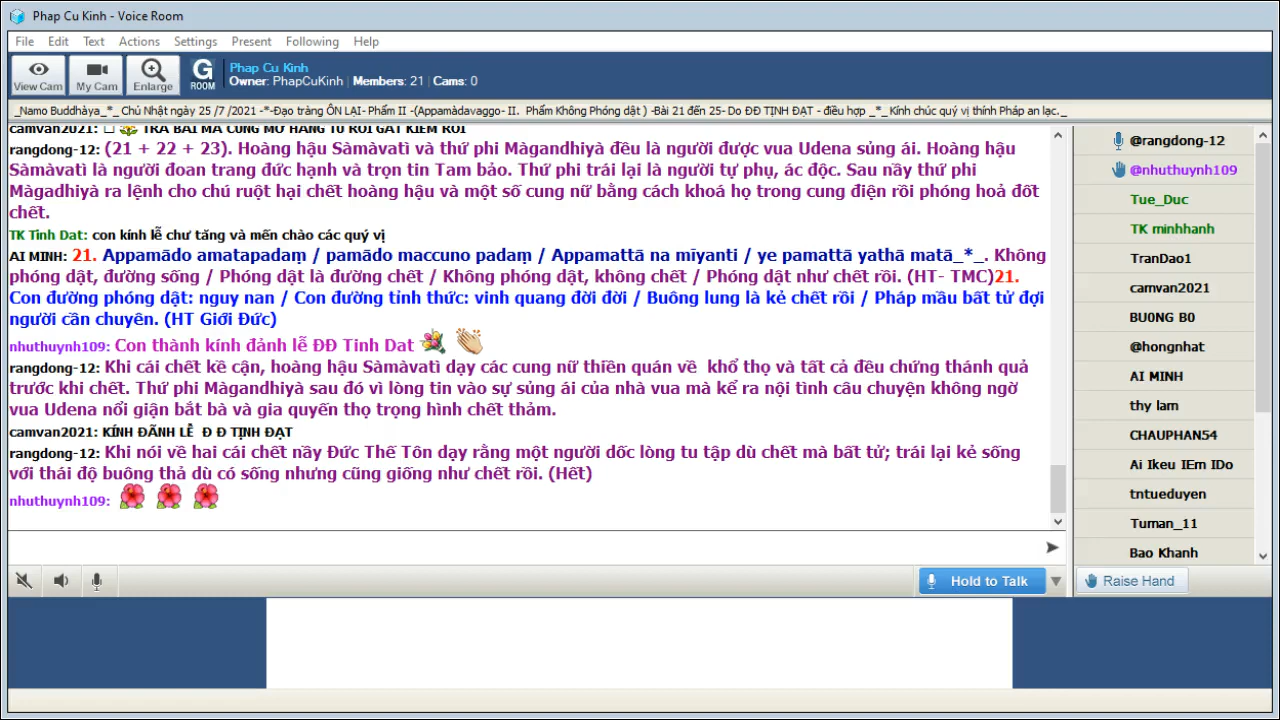 Phap Cu Kinh - Voice Room
File Edit Text Actions Settings Present Following Help
View Cam
My Cam
Enlarge
G ROOM
Phap Cu Kinh
Owner: PhapCuKinh | Members: 21 | Cams: 0
_Namo Buddhàya_*_ Chủ Nhật ngày 25 /7 /2021 -*-Đạo tràng ÔN LẠI- Phẩm II -(Appamàdavaggo- II. Phẩm Không Phóng dật ) -Bài 21 đến 25- Do ĐĐ TỊNH ĐẠT - điều hợp _*_ Kính chúc quý vị thính Pháp an lạc._
rangdong-12: (21 + 22 + 23). Hoàng hậu Sàmàvatì và thứ phi Màgandhiyà đều là người được vua Udena sủng ái. Hoàng hậu
Sàmàvatì là người đoan trang đức hạnh và trọn tin Tam bảo. Thứ phi trái lại là người tự phụ, ác độc. Sau nầy thứ phi
Màgadhiyà ra lệnh cho chú ruột hại chết hoàng hậu và một số cung nữ bằng cách khoá họ trong cung điện rồi phóng hoả đốt
chết.
TK Tinh Dat: con kính lễ chư tăng và mến chào các quý vị
AI MINH: 21. Appamādo amatapadaṃ / pamādo maccuno padaṃ / Appamattā na mīyanti / ye pamattā yathā matā_*_. Không
phóng dật, đường sống / Phóng dật là đường chết / Không phóng dật, không chết / Phóng dật như chết rồi. (HT- TMC)21.
Con đường phóng dật: nguy nan / Con đường tỉnh thức: vinh quang đời đời / Buông lung là kẻ chết rồi / Pháp mầu bất tử đợi
người cần chuyên. (HT Giới Đức)
nhuthuynh109: Con thành kính đảnh lễ ĐĐ Tinh Dat
rangdong-12: Khi cái chết kề cận, hoàng hậu Sàmàvatì dạy các cung nữ thiền quán về khổ thọ và tất cả đều chứng thánh quả
trước khi chết. Thứ phi Màgandhiyà sau đó vì lòng tin vào sự sủng ái của nhà vua mà kể ra nội tình câu chuyện không ngờ
vua Udena nổi giận bắt bà và gia quyến thọ trọng hình chết thảm.
camvan2021: KÍNH ĐÃNH LỄ Đ Đ TỊNH ĐẠT
rangdong-12: Khi nói về hai cái chết nầy Đức Thế Tôn dạy rằng một người dốc lòng tu tập dù chết mà bất tử; trái lại kẻ sống
với thái độ buông thả dù có sống nhưng cũng giống như chết rồi. (Hết)
nhuthuynh109:
Hold to Talk
@rangdong-12
@nhuthuynh109
Tue_Duc
TK minhhanh
TranDao1
camvan2021
BU0NG B0
@hongnhat
AI MINH
thy lam
CHAUPHAN54
Ai Ikeu IEm IDo
tntueduyen
Tuman_11
Bao Khanh
Raise Hand